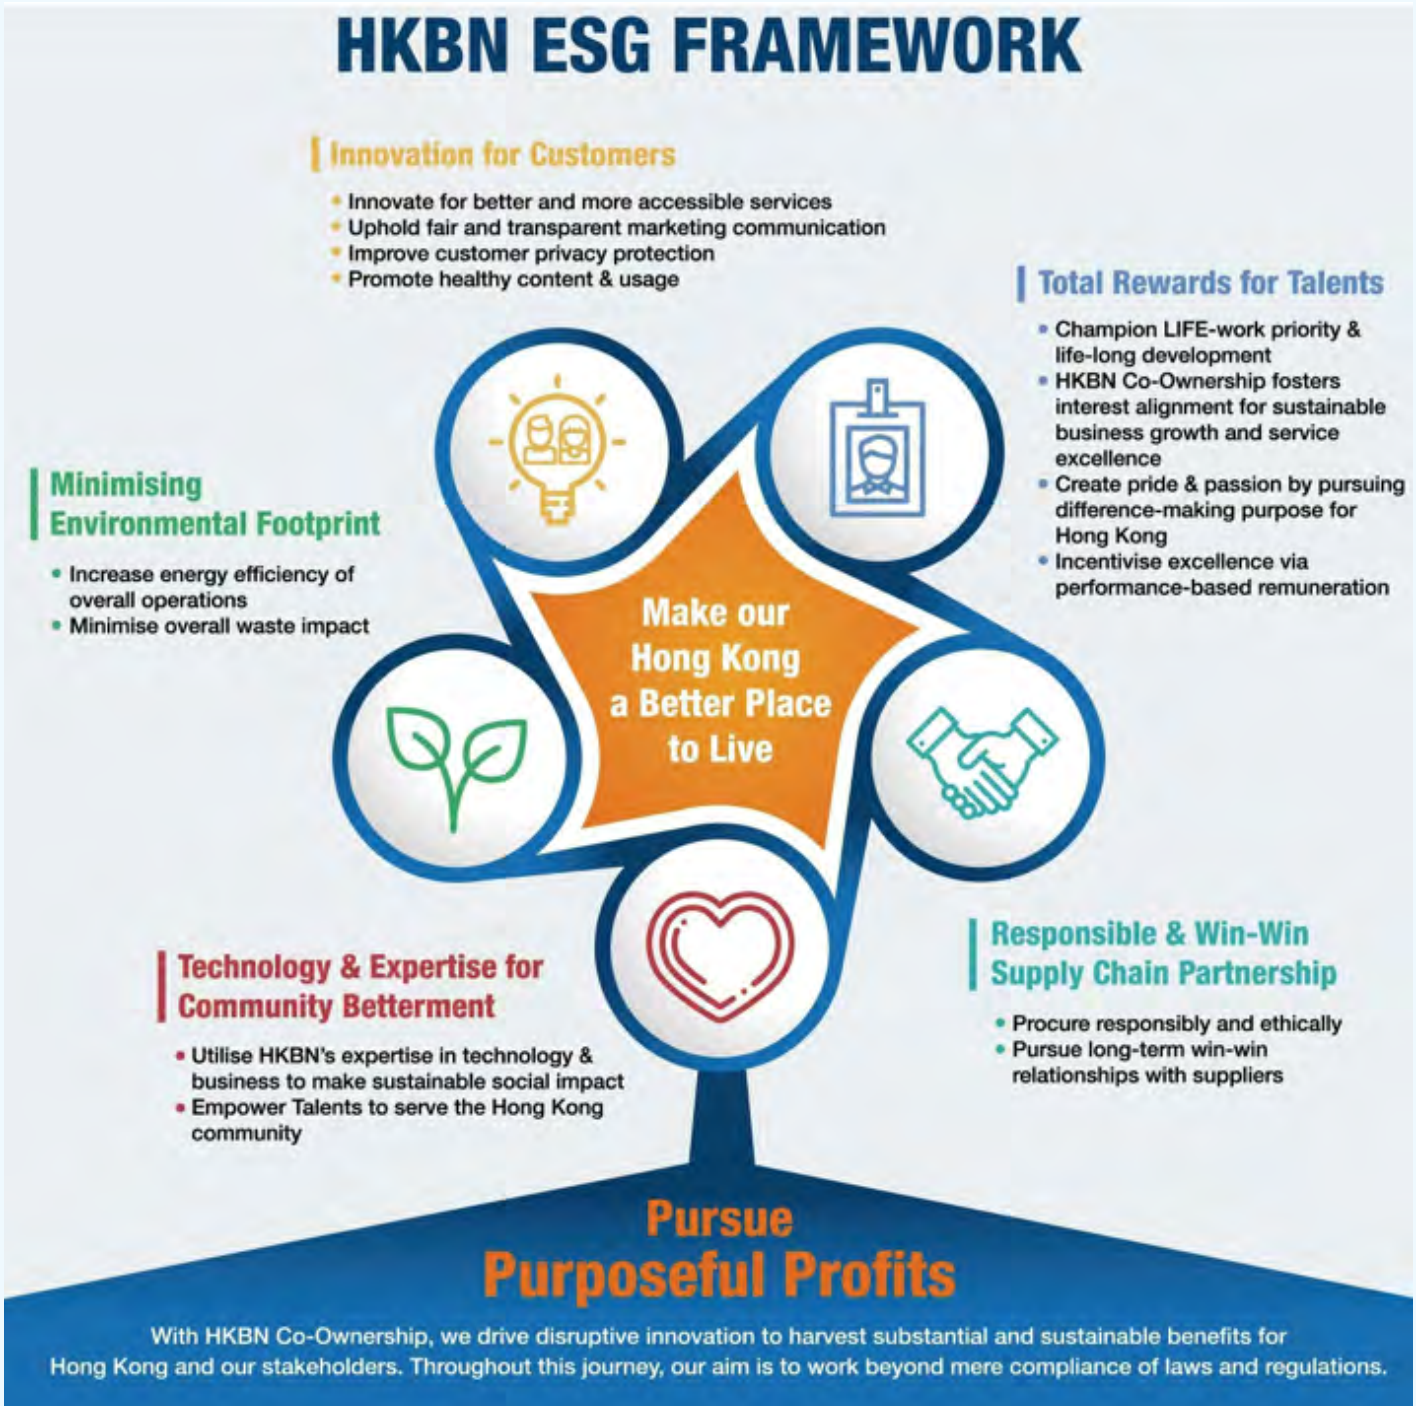 HKBN ESG FRAMEWORK
Innovation for Customers
• Innovate for better and more accessible services
• Uphold fair and transparent marketing communication
• Improve customer privacy protection
• Promote healthy content & usage
Total Rewards for Talents
• Champion LIFE-work priority &
life-long development
• HKBN Co-Ownership fosters
interest alignment for sustainable
business growth and service
excellence
• Create pride & passion by pursuing
difference-making purpose for
Hong Kong
• Incentivise excellence via
performance-based remuneration
Minimising
Environmental Footprint
• Increase energy efficiency of
overall operations
• Minimise overall waste impact
Make our
Hong Kong
a Better Place
to Live
Technology & Expertise for
Community Betterment
• Utilise HKBN's expertise in technology &
business to make sustainable social impact
• Empower Talents to serve the Hong Kong
community
Responsible & Win-Win
Supply Chain Partnership
• Procure responsibly and ethically
• Pursue long-term win-win
relationships with suppliers
Pursue
Purposeful Profits
With HKBN Co-Ownership, we drive disruptive innovation to harvest substantial and sustainable benefits for
Hong Kong and our stakeholders. Throughout this journey, our aim is to work beyond mere compliance of laws and regulations.